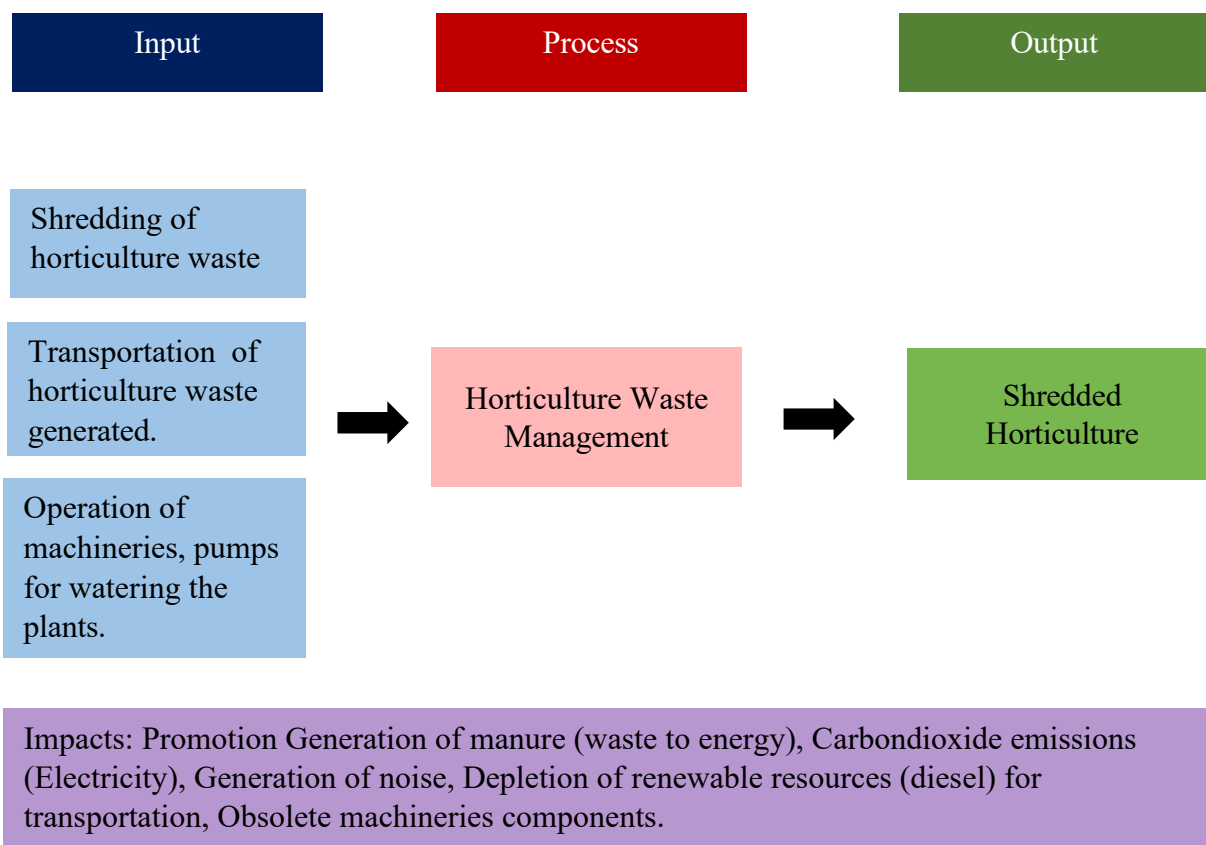 Input
Process
Output
Shredding of
horticulture waste
Transportation of
horticulture waste
generated.
Operation of
machineries, pumps
for watering the
plants.
Horticulture Waste
Management
Shredded
Horticulture
Impacts: Promotion Generation of manure (waste to energy), Carbondioxide emissions
(Electricity), Generation of noise, Depletion of renewable resources (diesel) for
transportation, Obsolete machineries components.